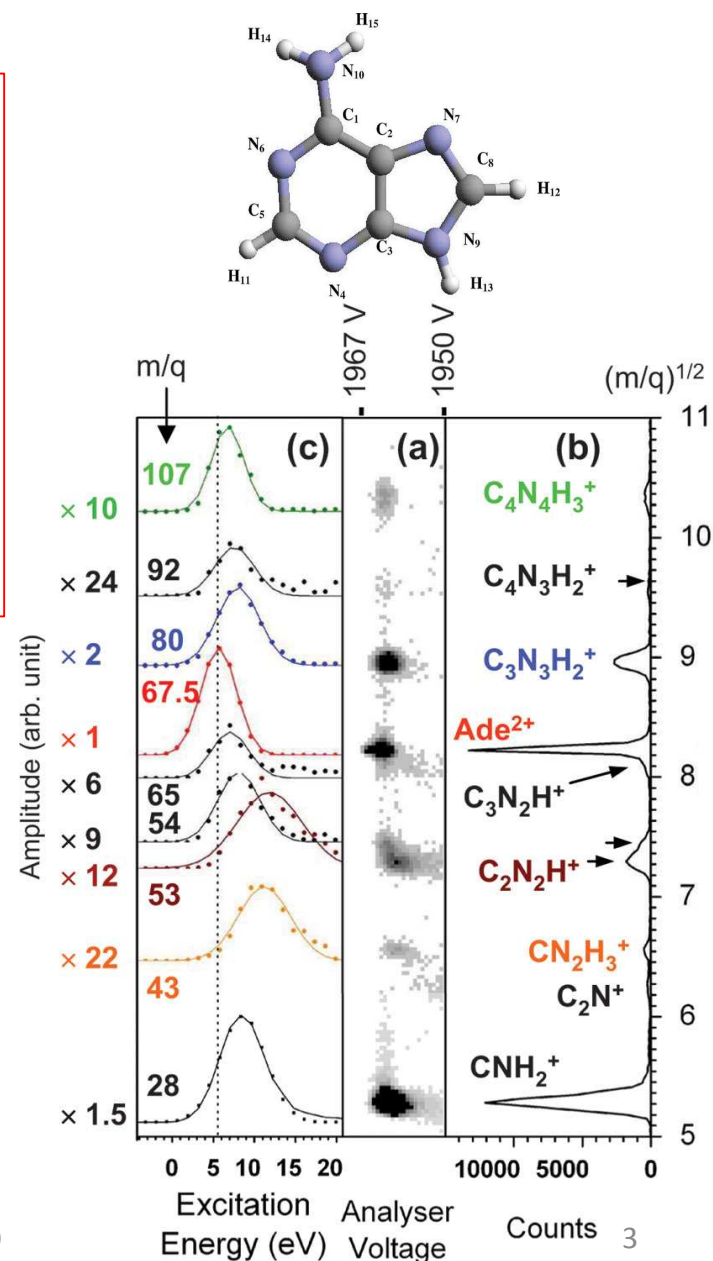 H₁₅
H₁₄
N₁₀
C₁
C₂
N₇
N₆
C₈
H₁₂
C₅
C₃
N₉
H₁₁
N₄
H₁₃
1967 V
1950 V
m/q
(m/q)^1/2
(c)
(a)
(b)
11
10
9
8
7
6
5
107
× 10
C₄N₄H₃⁺
92
× 24
C₄N₃H₂⁺
80
× 2
C₃N₃H₂⁺
67.5
× 1
Ade²⁺
× 6
65
C₃N₂H⁺
54
× 9
× 12
53
C₂N₂H⁺
× 22
43
CN₂H₃⁺
C₂N⁺
28
× 1.5
CNH₂⁺
Amplitude (arb. unit)
0 5 10 15 20
10000 5000 0
Excitation
Energy (eV)
Analyser
Voltage
Counts
3